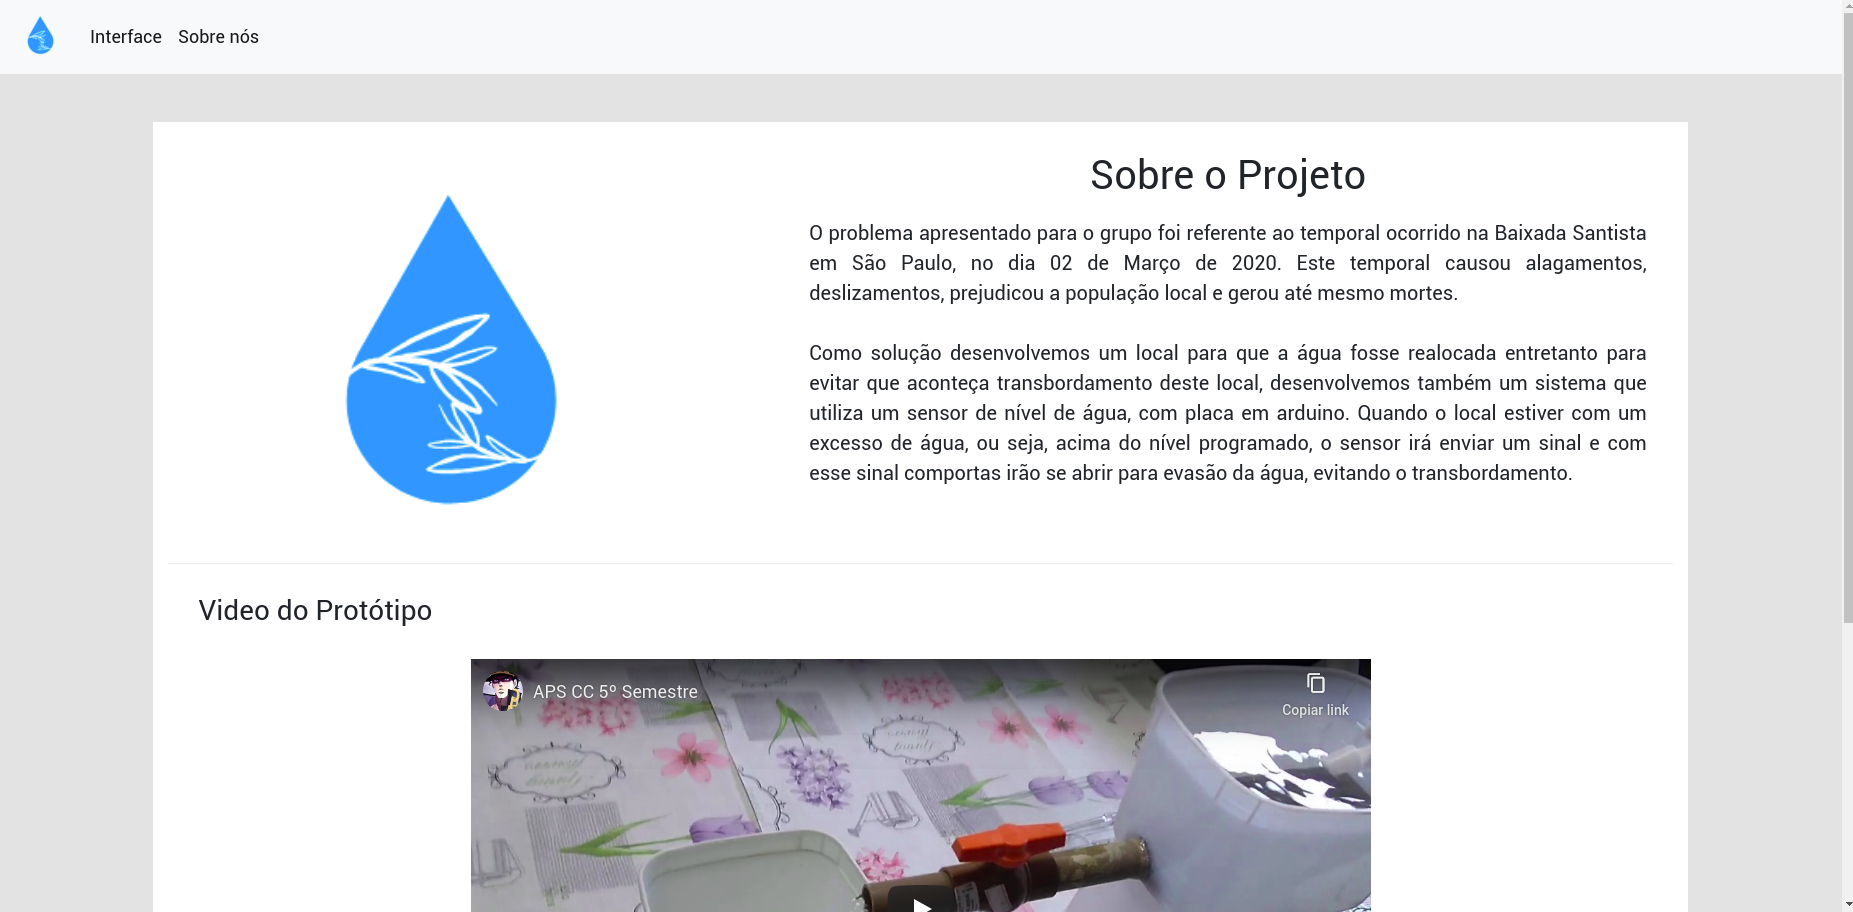 Interface Sobre nós
Sobre o Projeto
O problema apresentado para o grupo foi referente ao temporal ocorrido na Baixada Santista
em São Paulo, no dia 02 de Março de 2020. Este temporal causou alagamentos,
deslizamentos, prejudicou a população local e gerou até mesmo mortes.
Como solução desenvolvemos um local para que a água fosse realocada entretanto para
evitar que aconteça transbordamento deste local, desenvolvemos também um sistema que
utiliza um sensor de nível de água, com placa em arduino. Quando o local estiver com um
excesso de água, ou seja, acima do nível programado, o sensor irá enviar um sinal e com
esse sinal comportas irão se abrir para evasão da água, evitando o transbordamento.
Video do Protótipo
APS CC 5º Semestre
Copiar link